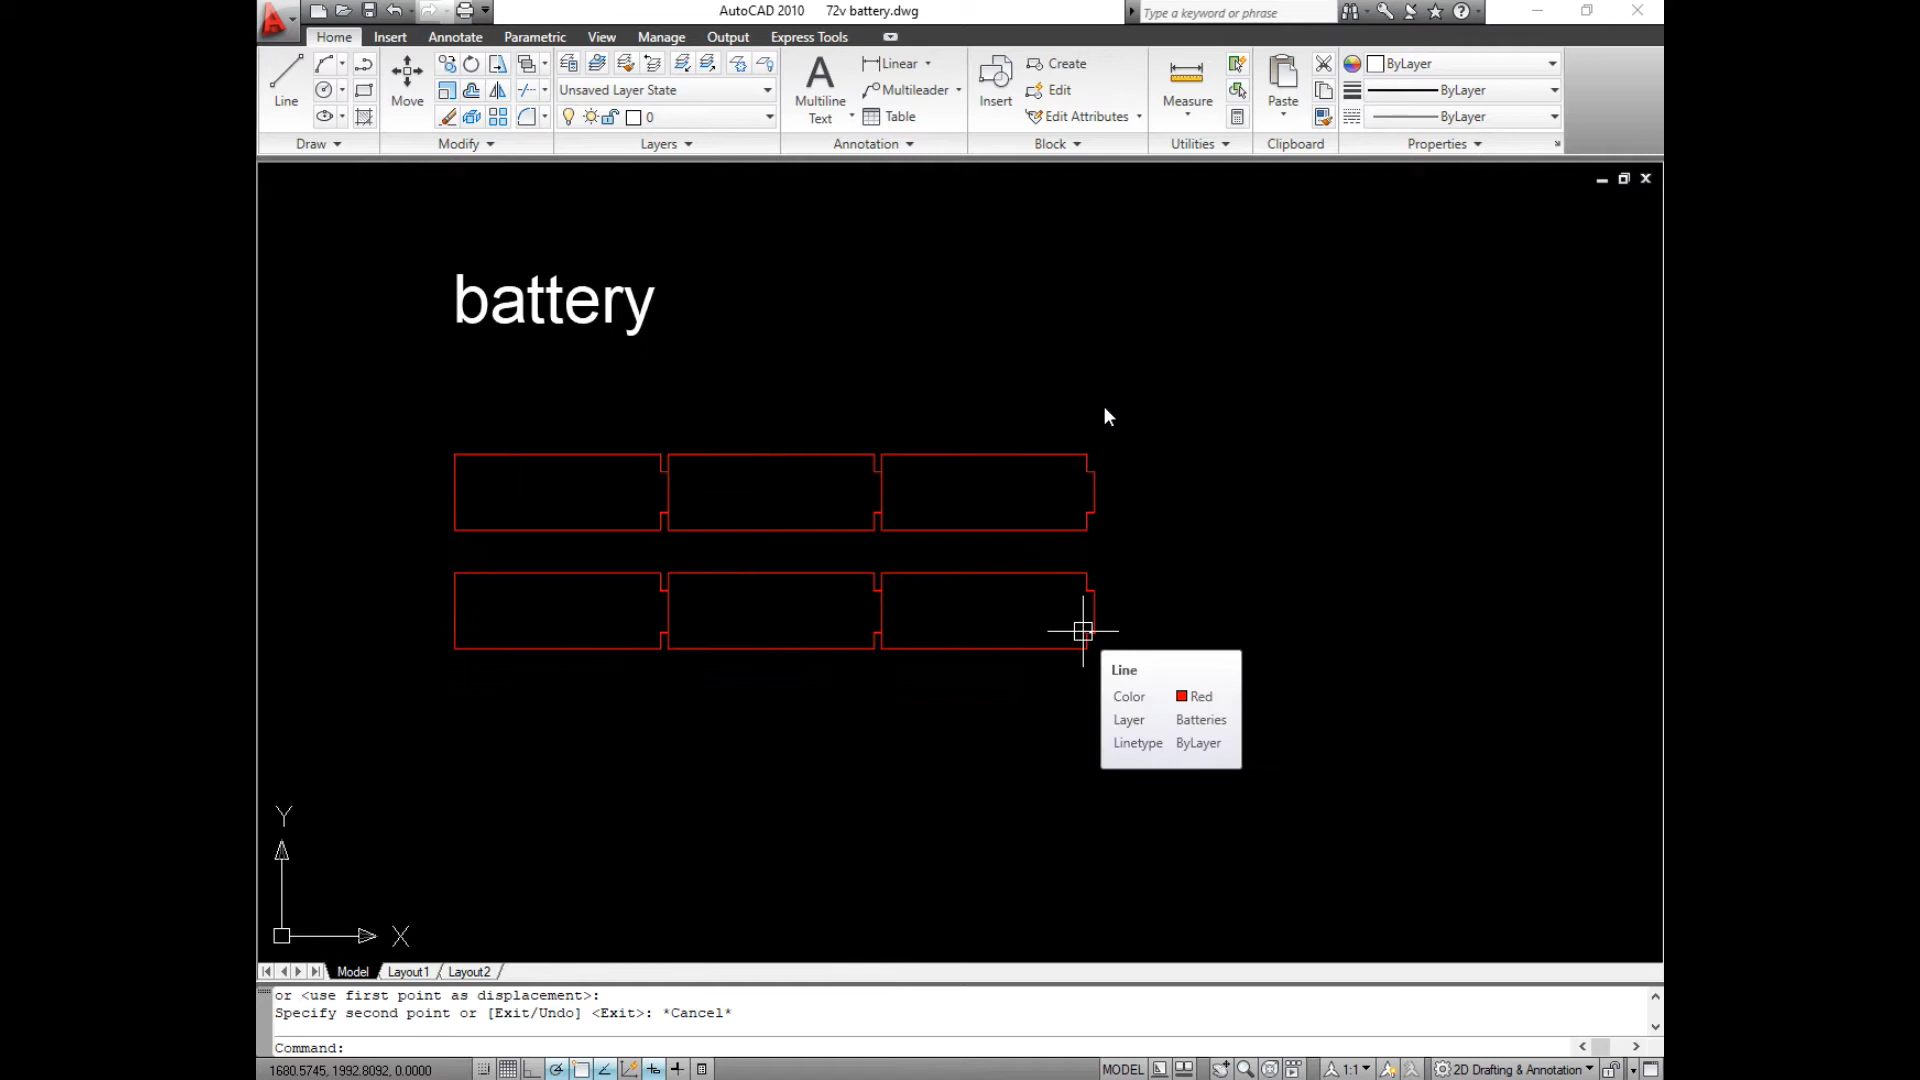 AutoCAD 2010 72v battery.dwg
Type a keyword or phrase
Home Insert Annotate Parametric View Manage Output Express Tools
Line
Move
Unsaved Layer State
0
Multiline
Text
Linear
Multileader
Table
Insert
Create
Edit
Edit Attributes
Measure
Paste
ByLayer
ByLayer
ByLayer
Draw Modify Layers Annotation Block Utilities Clipboard Properties
battery
Line
Color Red
Layer Batteries
Linetype ByLayer
Y
X
Model Layout1 Layout2
or <use first point as displacement>:
Specify second point or [Exit/Undo] <Exit>: *Cancel*
Command:
1680.5745, 1992.8092, 0.0000
MODEL
1:1
2D Drafting & Annotation